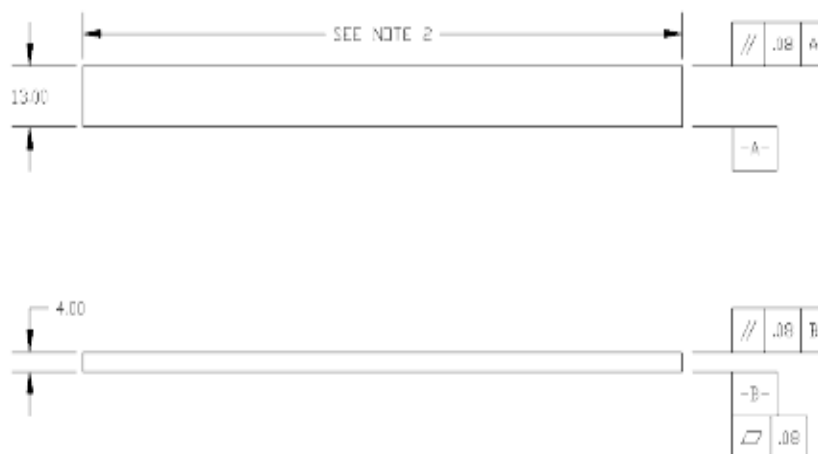 SEE NOTE 2
// .08 A
13.00
-A-
4.00
// .08 B
-B-
⏥ .08